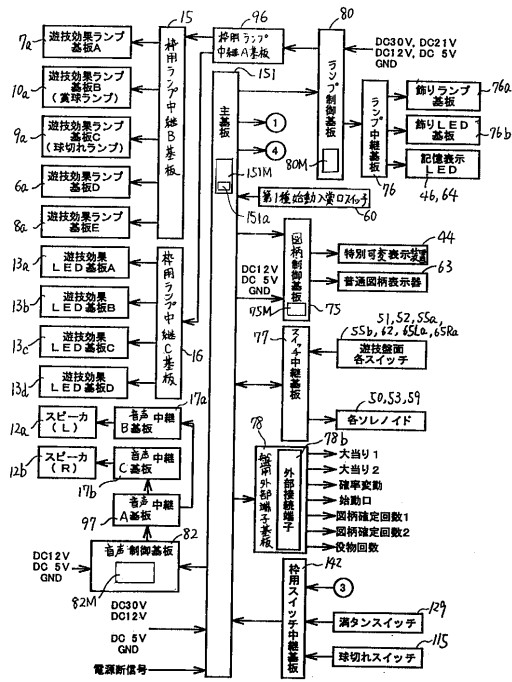 7a
遊技効果ランプ
基板A
10a
遊技効果ランプ
基板B
(賞球ランプ)
9a
遊技効果ランプ
基板C
(球切れランプ)
6a
遊技効果ランプ
基板D
8a
遊技効果ランプ
基板E
15
枠用ランプ中継B基板
13a
遊技効果
LED基板A
13b
遊技効果
LED基板B
13c
遊技効果
LED基板C
13d
遊技効果
LED基板D
枠用ランプ中継C基板
16
96
枠用ランプ
中継A基板
151
主基板
151M
151a
①
④
80
ランプ制御基板
80M
DC30V, DC21V
DC12V, DC 5V
GND
ランプ中継基板
76
飾りランプ
基板
76a
飾りLED
基板
76b
記憶表示
LED
46, 64
第1種始動入賞口スイッチ
60
DC12V
DC 5V
GND
図柄制御基板
75M
75
特別可変表示装置
44
普通図柄表示器
63
77
スイッチ中継基板
51, 52, 55a,
55b, 62, 65La, 65Ra
遊技盤面
各スイッチ
50, 53, 59
各ソレノイド
78
盤用外部端子基板
78b
外部接続端子
大当り1
大当り2
確率変動
始動口
図柄確定回数1
図柄確定回数2
役物回数
142
枠用スイッチ中継基板
③
満タンスイッチ
129
球切れスイッチ
115
12a
スピーカ
(L)
音声中継
B基板
17a
12b
スピーカ
(R)
音声中継
C基板
17b
97
音声中継
A基板
82
音声制御基板
82M
DC12V
DC 5V
GND
DC30V
DC12V
DC 5V
GND
電源断信号